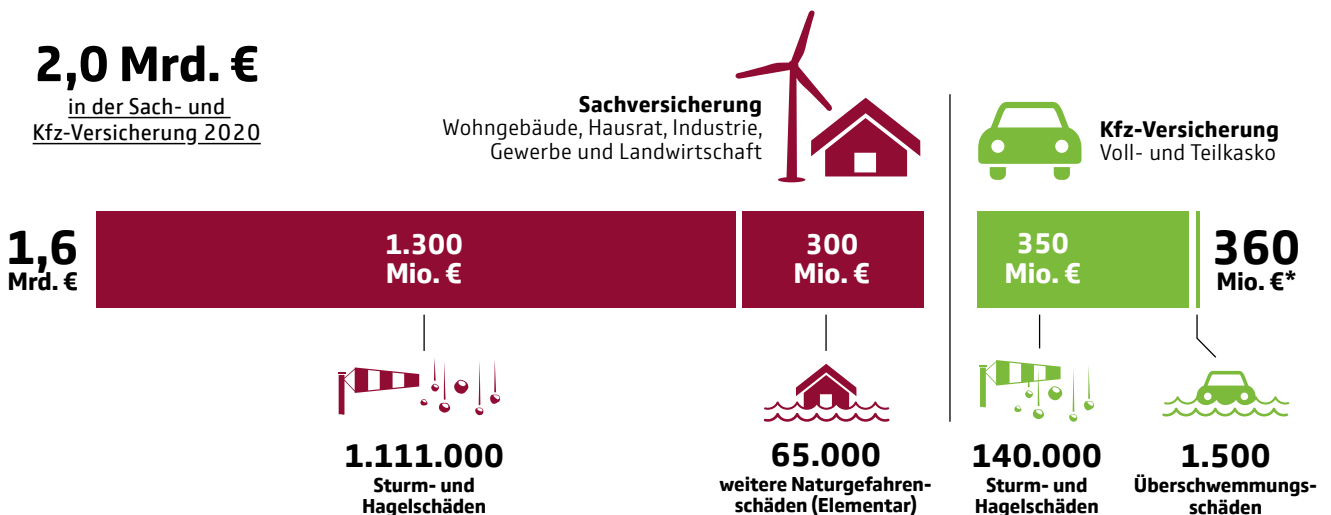 2,0 Mrd. €
in der Sach- und
Kfz-Versicherung 2020
Sachversicherung
Wohngebäude, Hausrat, Industrie,
Gewerbe und Landwirtschaft
Kfz-Versicherung
Voll- und Teilkasko
1,6
Mrd. €
1.300
Mio. €
300
Mio. €
350
Mio. €
360
Mio. €*
1.111.000
Sturm- und
Hagelschäden
65.000
weitere Naturgefahren-
schäden (Elementar)
140.000
Sturm- und
Hagelschäden
1.500
Überschwemmungs-
schäden